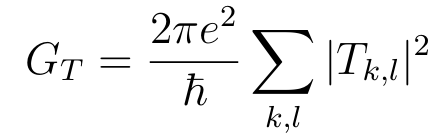 $G_T = \frac{2\pi e^2}{\hbar} \sum_{k,l} |T_{k,l}|^2$